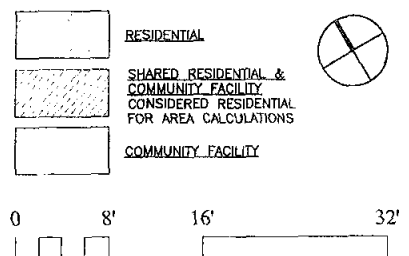 RESIDENTIAL
SHARED RESIDENTIAL &
COMMUNITY FACILITY
CONSIDERED RESIDENTIAL
FOR AREA CALCULATIONS
COMMUNITY FACILITY
0 8' 16' 32'